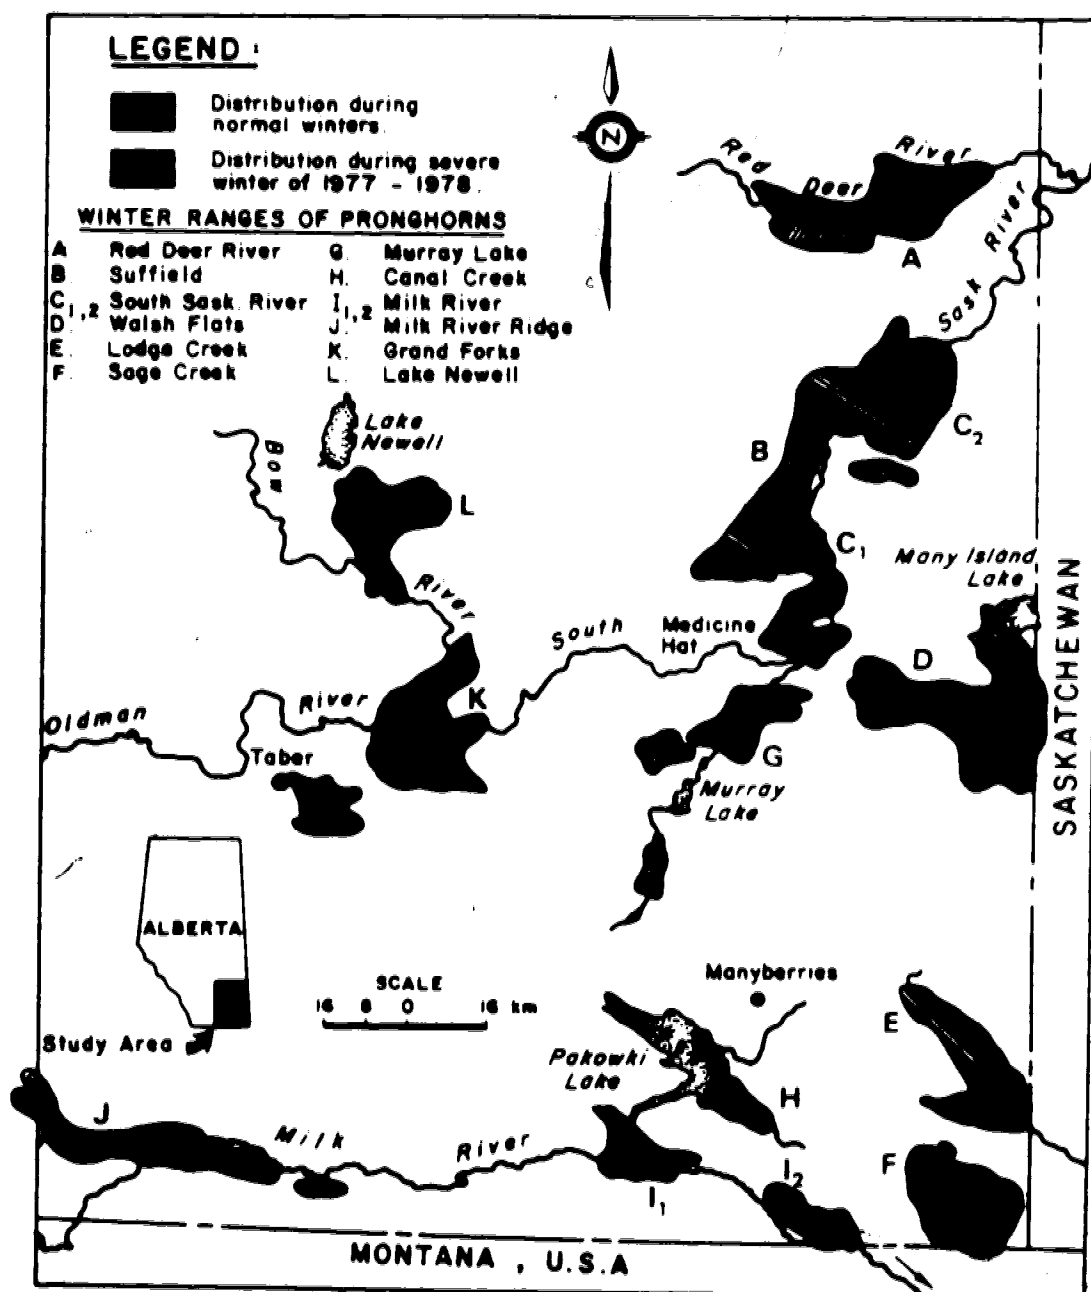 LEGEND :
Distribution during
normal winters.
Distribution during severe
winter of 1977 - 1978.
WINTER RANGES OF PRONGHORNS
A Red Deer River
B. Suffield
C1,2 South Sask. River
D. Walsh Flats
E. Lodge Creek
F. Sage Creek
G. Murray Lake
H. Canal Creek
I1,2 Milk River
J. Milk River Ridge
K. Grand Forks
L. Lake Newell
N
Red Deer River
A
Sask River
Lake
Newell
Bow
L
B
C2
C1
Many Island
Lake
River
South
Medicine
Hat
D
SASKATCHEWAN
Oldman
River
K
Taber
G
Murray
Lake
ALBERTA
Study Area
SCALE
16 8 0 16 km
Manyberries
E
Pakowki
Lake
H
J
Milk
River
I1
I2
F
MONTANA , U.S.A